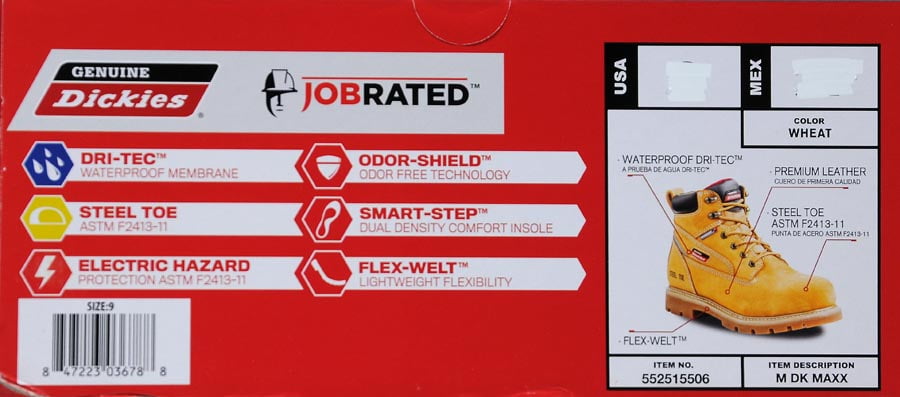 GENUINE
Dickies®
JOBRATED™
DRI-TEC™
WATERPROOF MEMBRANE
STEEL TOE
ASTM F2413-11
ELECTRIC HAZARD
PROTECTION ASTM F2413-11
ODOR-SHIELD™
ODOR FREE TECHNOLOGY
SMART-STEP™
DUAL DENSITY COMFORT INSOLE
FLEX-WELT™
LIGHTWEIGHT FLEXIBILITY
SIZE:9
8 47223 03678 8
USA
MEX
COLOR
WHEAT
· WATERPROOF DRI-TEC™
A PRUEBA DE AGUA DRI-TEC™
· PREMIUM LEATHER
CUERO DE PRIMERA CALIDAD
· STEEL TOE
ASTM F2413-11
PUNTA DE ACERO ASTM F2413-11
STEEL TOE
· FLEX-WELT™
ITEM NO.
552515506
ITEM DESCRIPTION
M DK MAXX